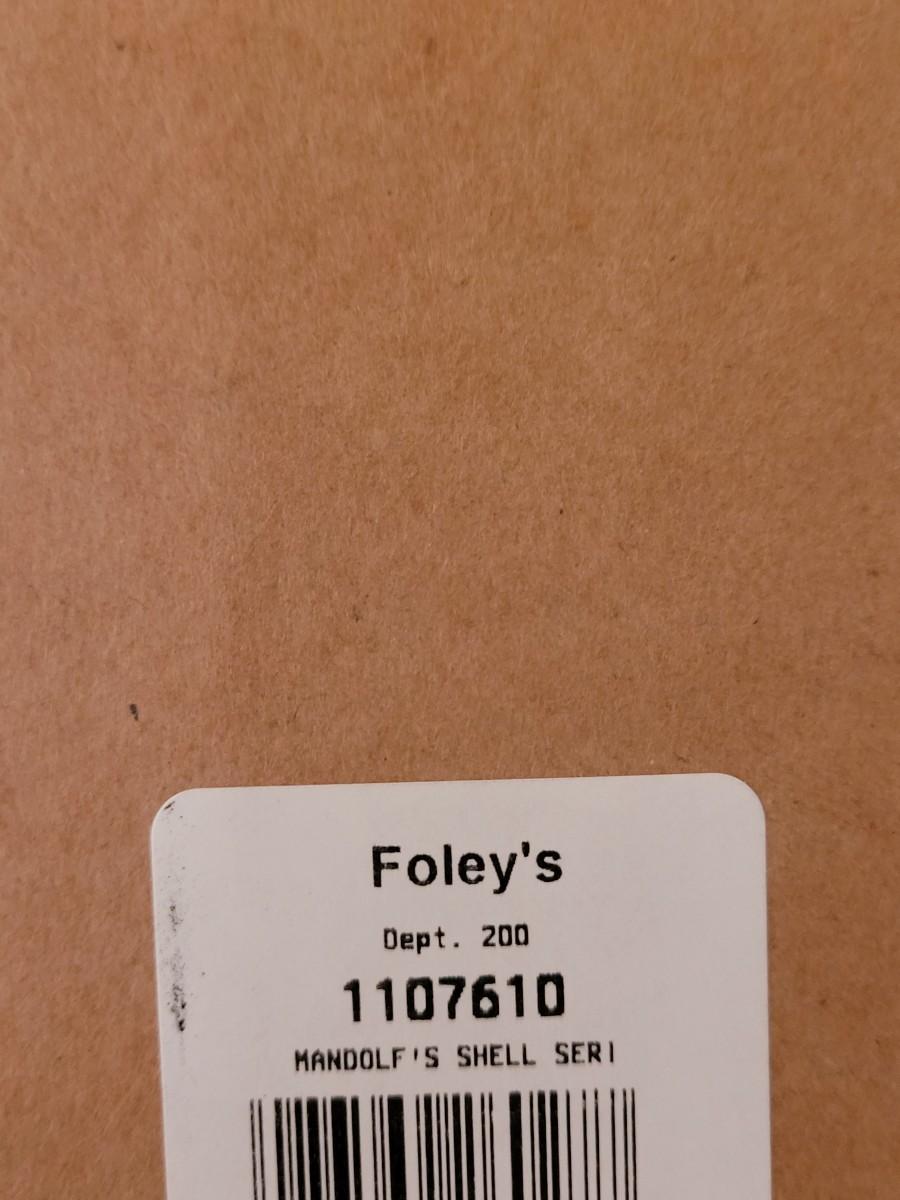 Foley's
Dept. 200
1107610
MANDOLF'S SHELL SERI